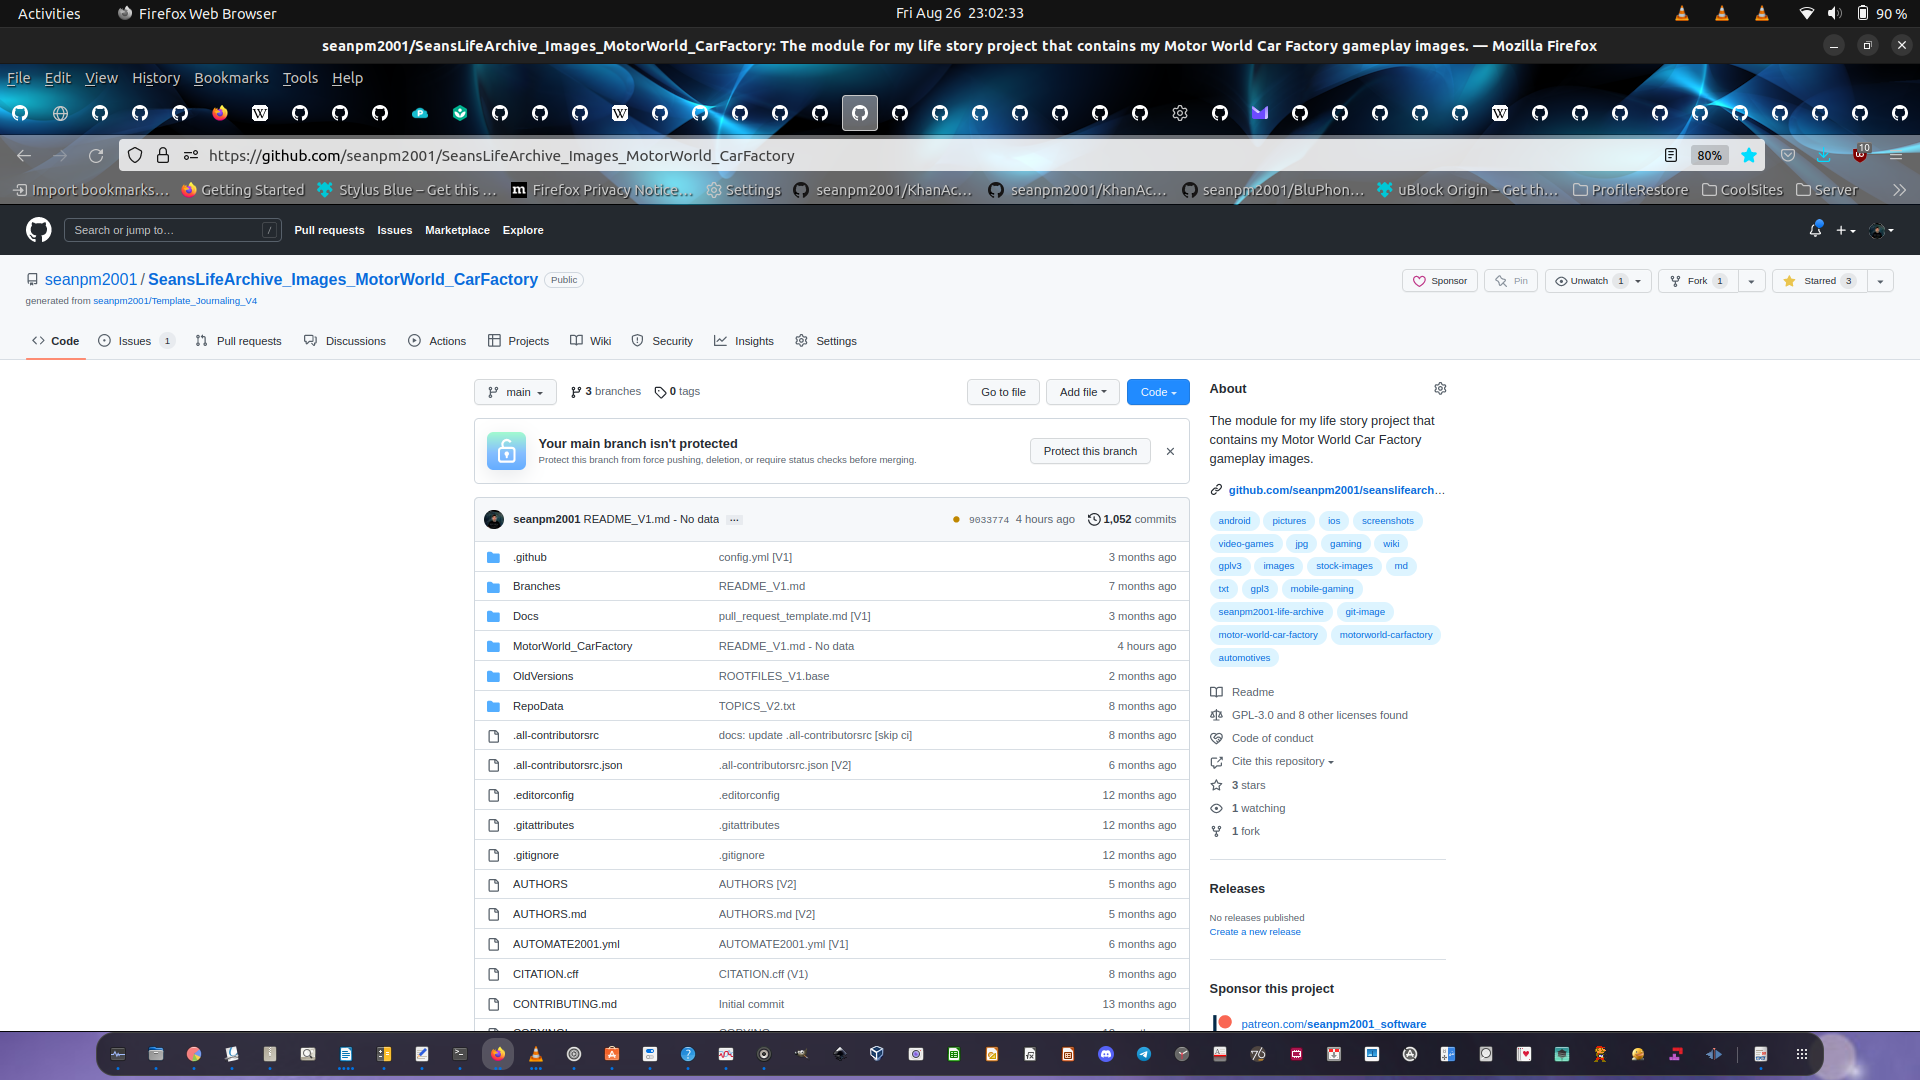 Activities Firefox Web Browser Fri Aug 26 23:02:33 90 %
seanpm2001/SeansLifeArchive_Images_MotorWorld_CarFactory: The module for my life story project that contains my Motor World Car Factory gameplay images. — Mozilla Firefox
File Edit View History Bookmarks Tools Help
https://github.com/seanpm2001/SeansLifeArchive_Images_MotorWorld_CarFactory 80% 10
Import bookmarks… Getting Started Stylus Blue – Get this … Firefox Privacy Notice… Settings seanpm2001/KhanAc… seanpm2001/KhanAc… seanpm2001/BluPhon… uBlock Origin – Get th… ProfileRestore CoolSites Server
Search or jump to… / Pull requests Issues Marketplace Explore
seanpm2001 / SeansLifeArchive_Images_MotorWorld_CarFactory Public Sponsor Pin Unwatch 1 Fork 1 Starred 3
generated from seanpm2001/Template_Journaling_V4
Code Issues 1 Pull requests Discussions Actions Projects Wiki Security Insights Settings
main 3 branches 0 tags Go to file Add file Code
Your main branch isn't protected
Protect this branch from force pushing, deletion, or require status checks before merging.
Protect this branch
seanpm2001 README_V1.md - No data … 9033774 4 hours ago 1,052 commits
.github config.yml [V1] 3 months ago
Branches README_V1.md 7 months ago
Docs pull_request_template.md [V1] 3 months ago
MotorWorld_CarFactory README_V1.md - No data 4 hours ago
OldVersions ROOTFILES_V1.base 2 months ago
RepoData TOPICS_V2.txt 8 months ago
.all-contributorsrc docs: update .all-contributorsrc [skip ci] 8 months ago
.all-contributorsrc.json .all-contributorsrc.json [V2] 6 months ago
.editorconfig .editorconfig 12 months ago
.gitattributes .gitattributes 12 months ago
.gitignore .gitignore 12 months ago
AUTHORS AUTHORS [V2] 5 months ago
AUTHORS.md AUTHORS.md [V2] 5 months ago
AUTOMATE2001.yml AUTOMATE2001.yml [V1] 6 months ago
CITATION.cff CITATION.cff (V1) 8 months ago
CONTRIBUTING.md Initial commit 13 months ago
About
The module for my life story project that
contains my Motor World Car Factory
gameplay images.
github.com/seanpm2001/seanslifearch…
android pictures ios screenshots
video-games jpg gaming wiki
gplv3 images stock-images md
txt gpl3 mobile-gaming
seanpm2001-life-archive git-image
motor-world-car-factory motorworld-carfactory
automotives
Readme
GPL-3.0 and 8 other licenses found
Code of conduct
Cite this repository
3 stars
1 watching
1 fork
Releases
No releases published
Create a new release
Sponsor this project
patreon.com/seanpm2001_software